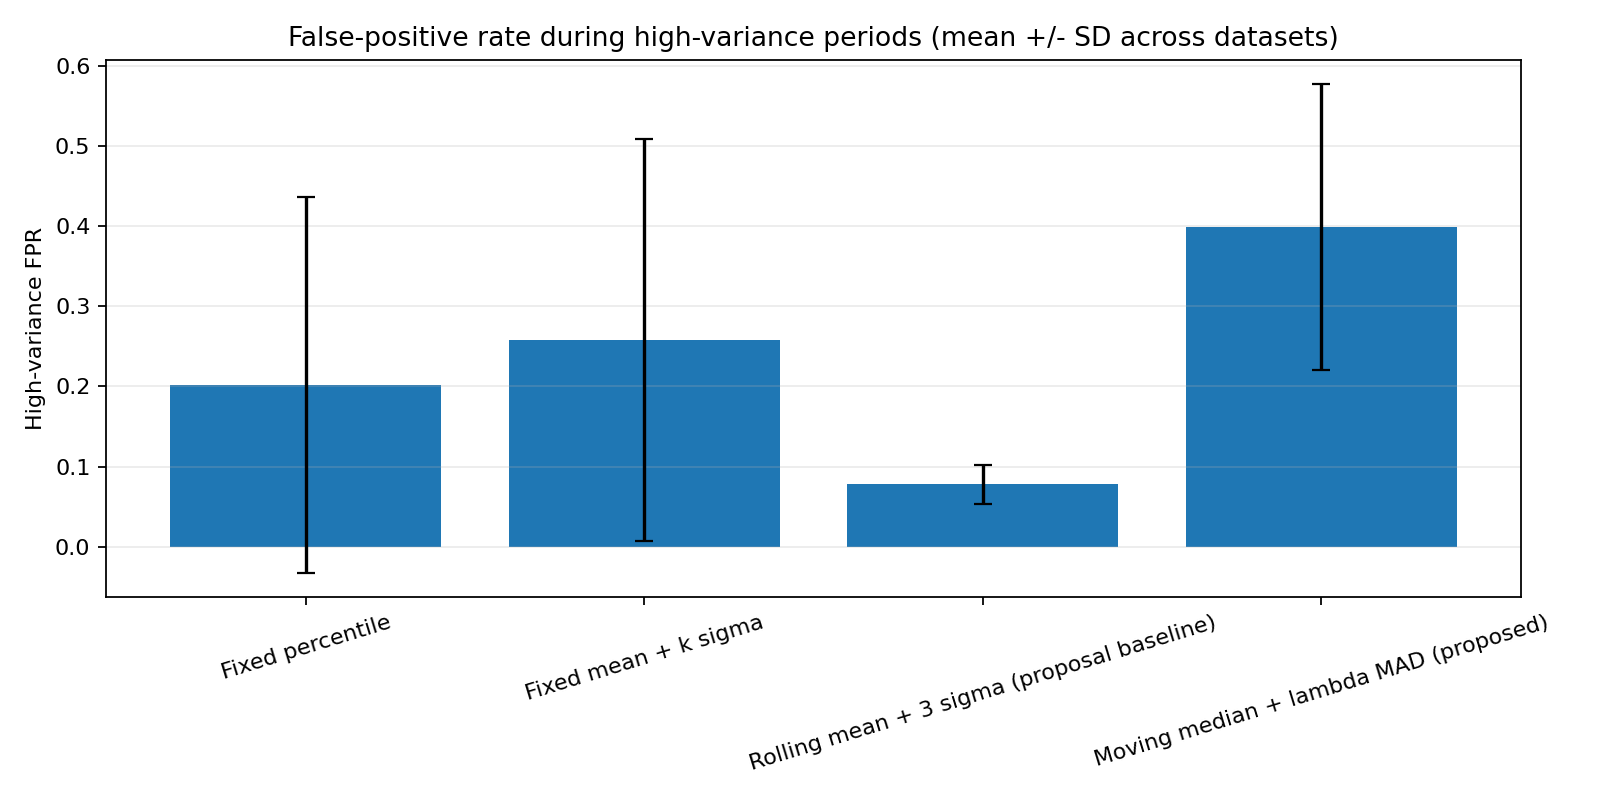 False-positive rate during high-variance periods (mean +/- SD across datasets)
High-variance FPR
0.6
0.5
0.4
0.3
0.2
0.1
0.0
Fixed percentile
Fixed mean + k sigma
Rolling mean + 3 sigma (proposal baseline)
Moving median + lambda MAD (proposed)